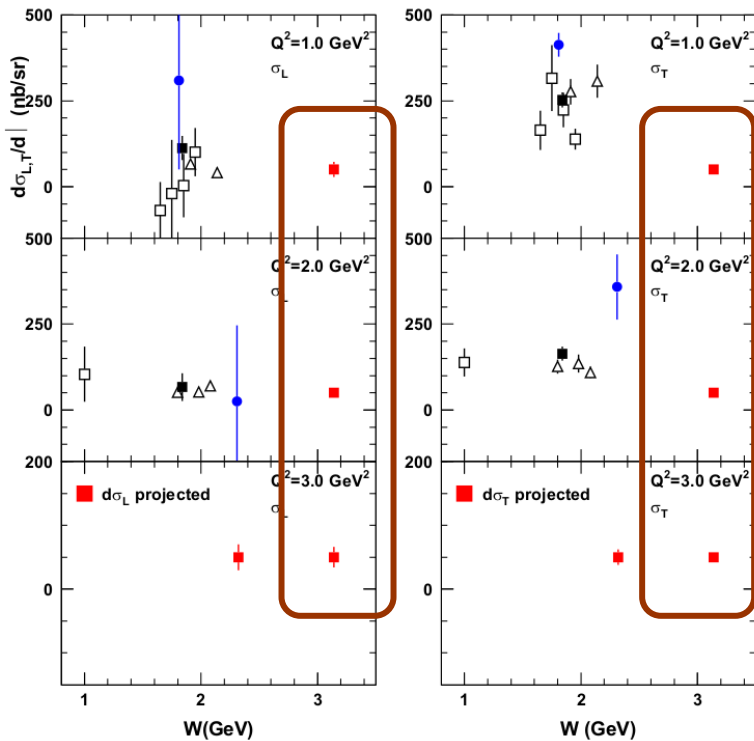 500
250
0
500
250
0
200
0
dσL,T/d| (nb/sr)
Q²=1.0 GeV²
σL
Q²=2.0 GeV²
σL
Q²=3.0 GeV²
σL
dσL projected
1 2 3
W(GeV)
500
250
0
500
250
0
200
0
Q²=1.0 GeV²
σT
Q²=2.0 GeV²
σT
Q²=3.0 GeV²
σT
dσT projected
1 2 3
W (GeV)